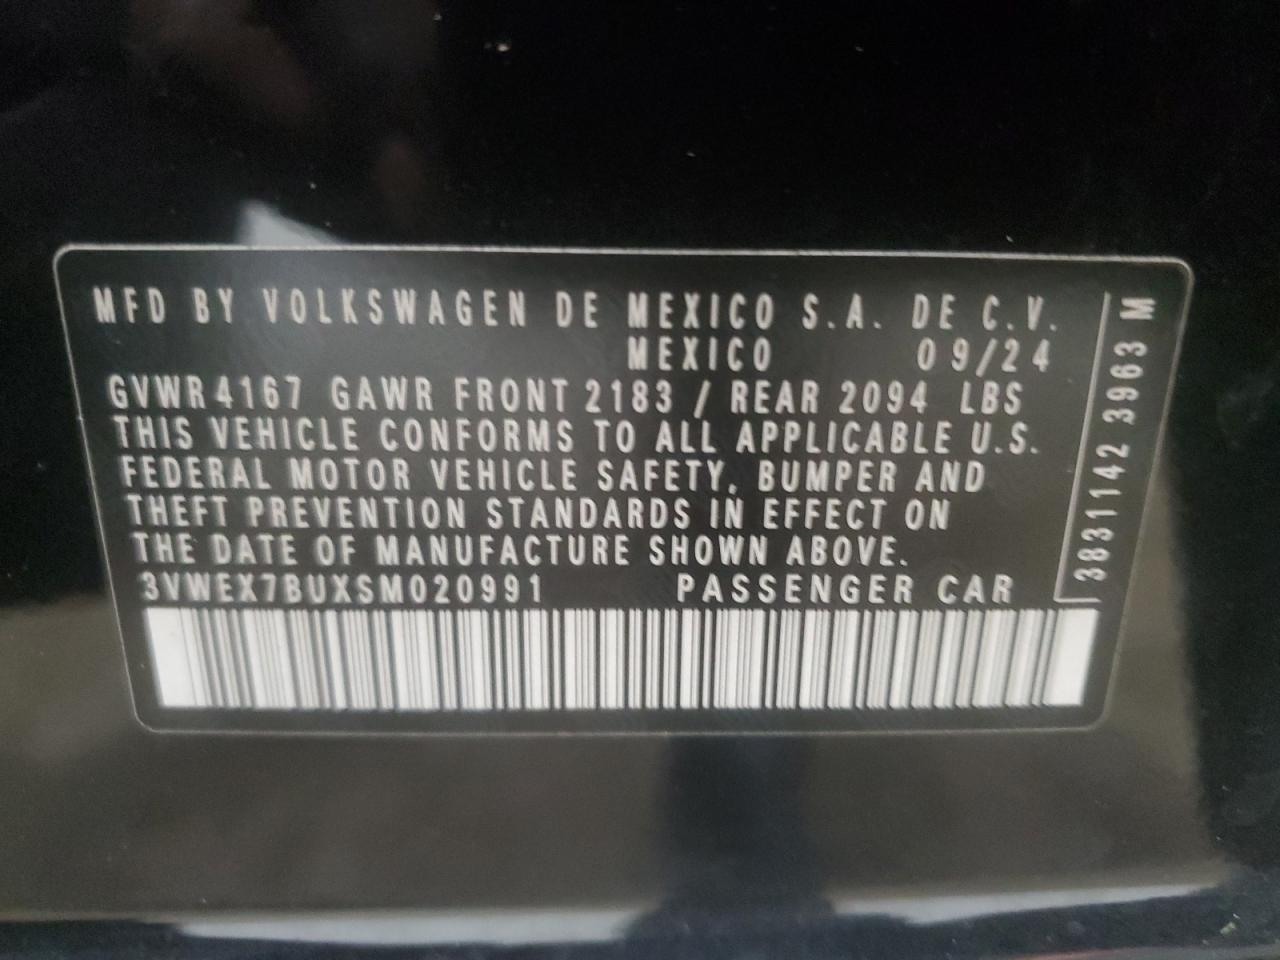 MFD BY VOLKSWAGEN DE MEXICO S.A. DE C.V.
MEXICO 09/24
GVWR 4167 GAWR FRONT 2183 / REAR 2094 LBS
THIS VEHICLE CONFORMS TO ALL APPLICABLE U.S.
FEDERAL MOTOR VEHICLE SAFETY, BUMPER AND
THEFT PREVENTION STANDARDS IN EFFECT ON
THE DATE OF MANUFACTURE SHOWN ABOVE.
3VWEX7BUXSM020991 PASSENGER CAR
3831142 3963 M